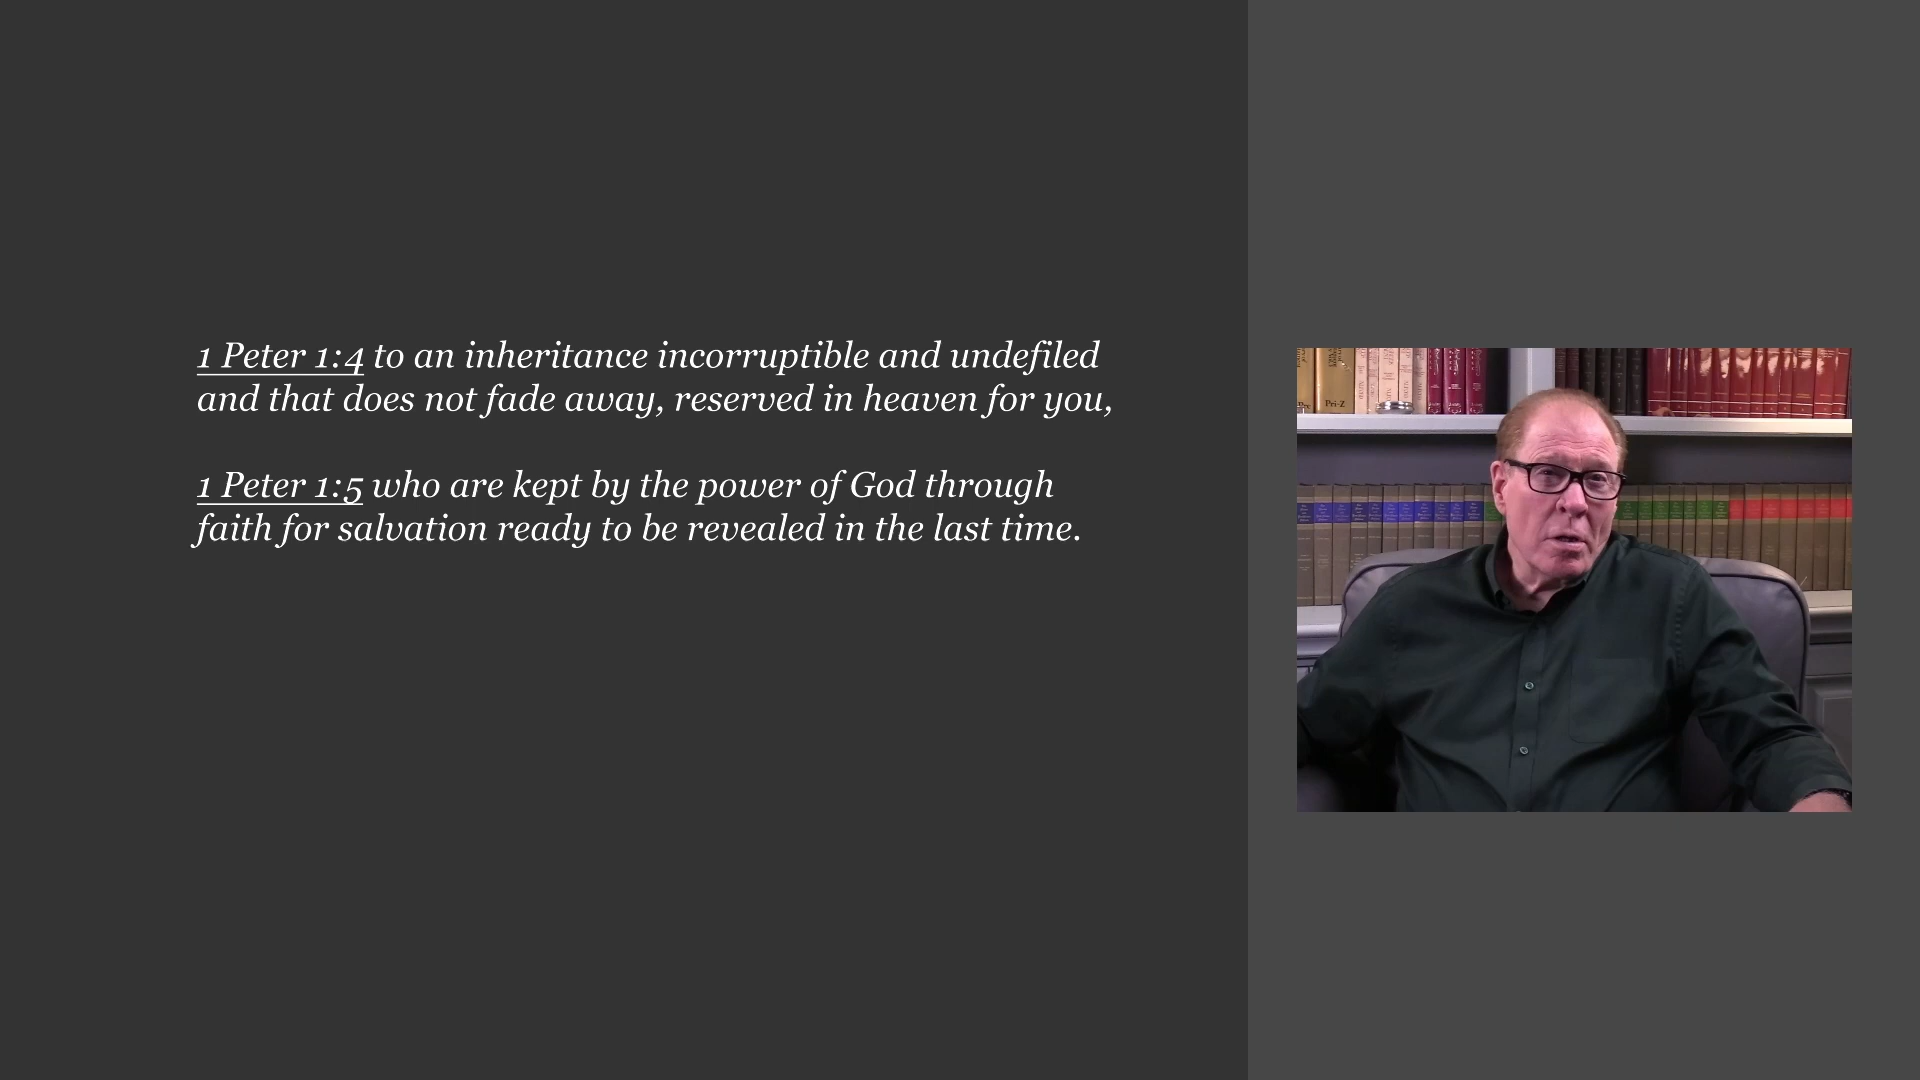 1 Peter 1:4 to an inheritance incorruptible and undefiled
and that does not fade away, reserved in heaven for you,
1 Peter 1:5 who are kept by the power of God through
faith for salvation ready to be revealed in the last time.
Pri-Z